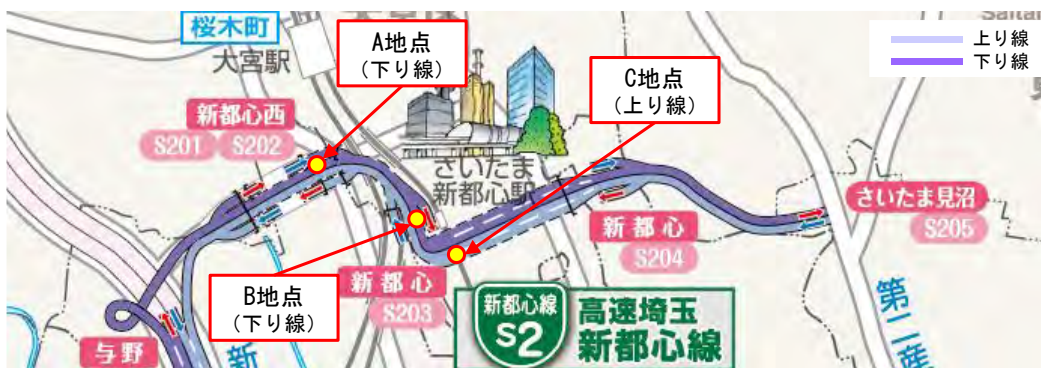 桜木町
大宮駅
A地点
（下り線）
C地点
（上り線）
上り線
下り線
新都心西
S201
S202
さいたま
新都心駅
さいたま見沼
S205
新都心
S204
B地点
（下り線）
新都心
S203
新都心線
S2
高速埼玉
新都心線
与野
新
第二産